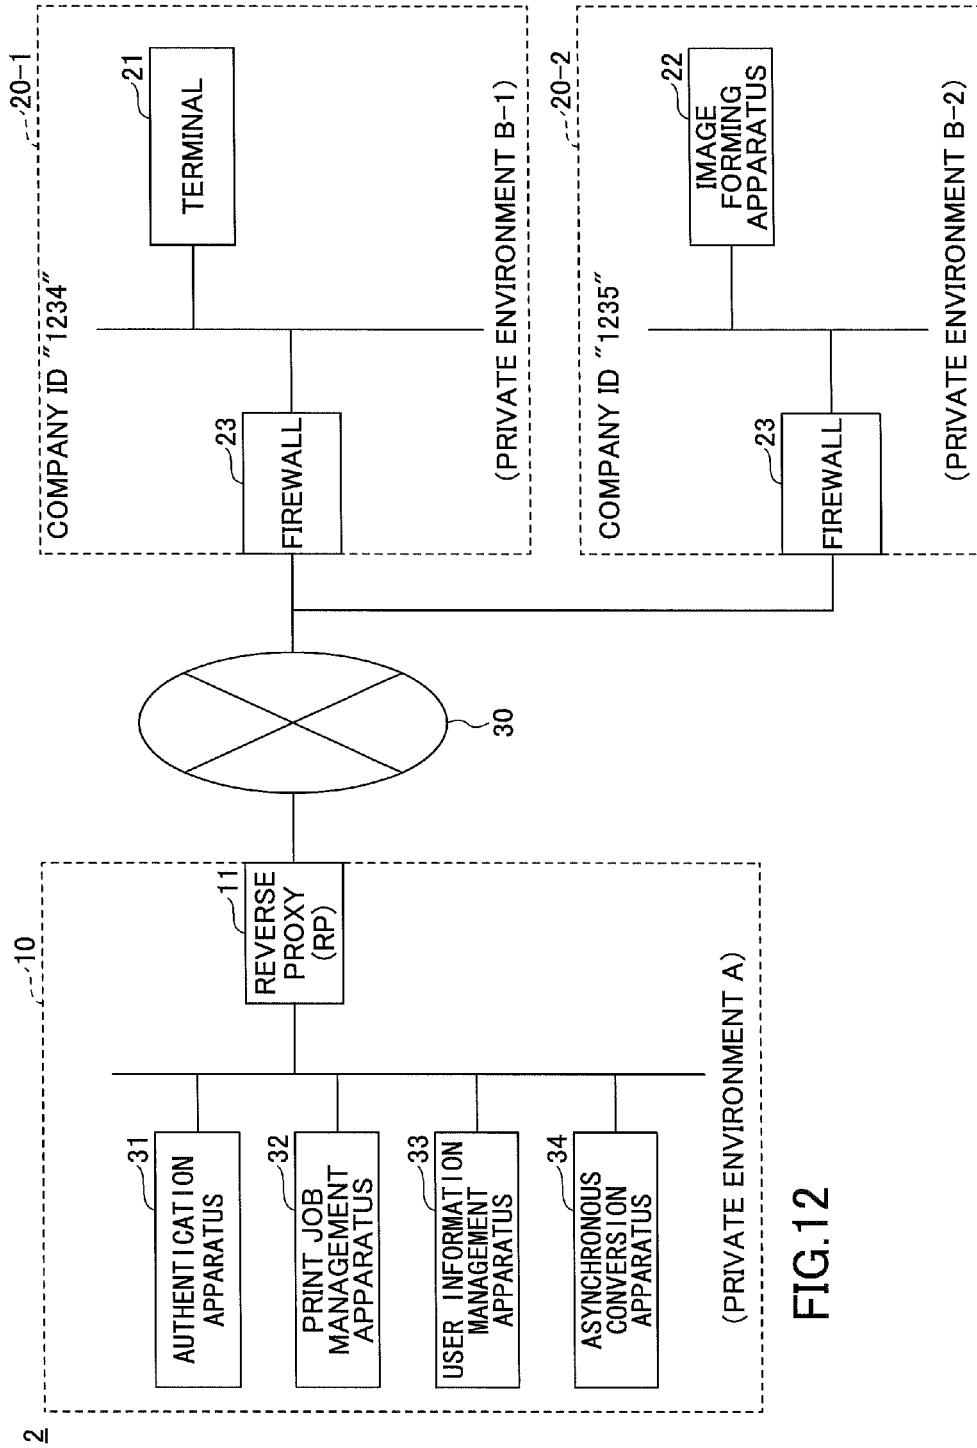 2
10
31
AUTHENTICATION
APPARATUS
32
PRINT JOB
MANAGEMENT
APPARATUS
33
USER INFORMATION
MANAGEMENT
APPARATUS
34
ASYNCHRONOUS
CONVERSION
APPARATUS
11
REVERSE
PROXY
(RP)
(PRIVATE ENVIRONMENT A)
30
20-1
COMPANY ID "1234"
21
TERMINAL
23
FIREWALL
(PRIVATE ENVIRONMENT B-1)
20-2
COMPANY ID "1235"
22
IMAGE
FORMING
APPARATUS
23
FIREWALL
(PRIVATE ENVIRONMENT B-2)
FIG.12